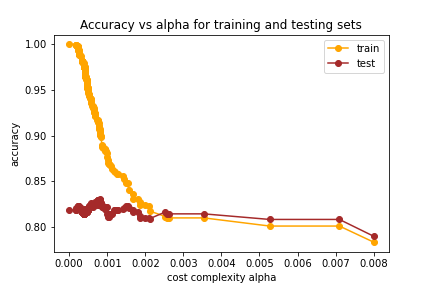 Accuracy vs alpha for training and testing sets
train
test
accuracy
1.00
0.95
0.90
0.85
0.80
0.000 0.001 0.002 0.003 0.004 0.005 0.006 0.007 0.008
cost complexity alpha